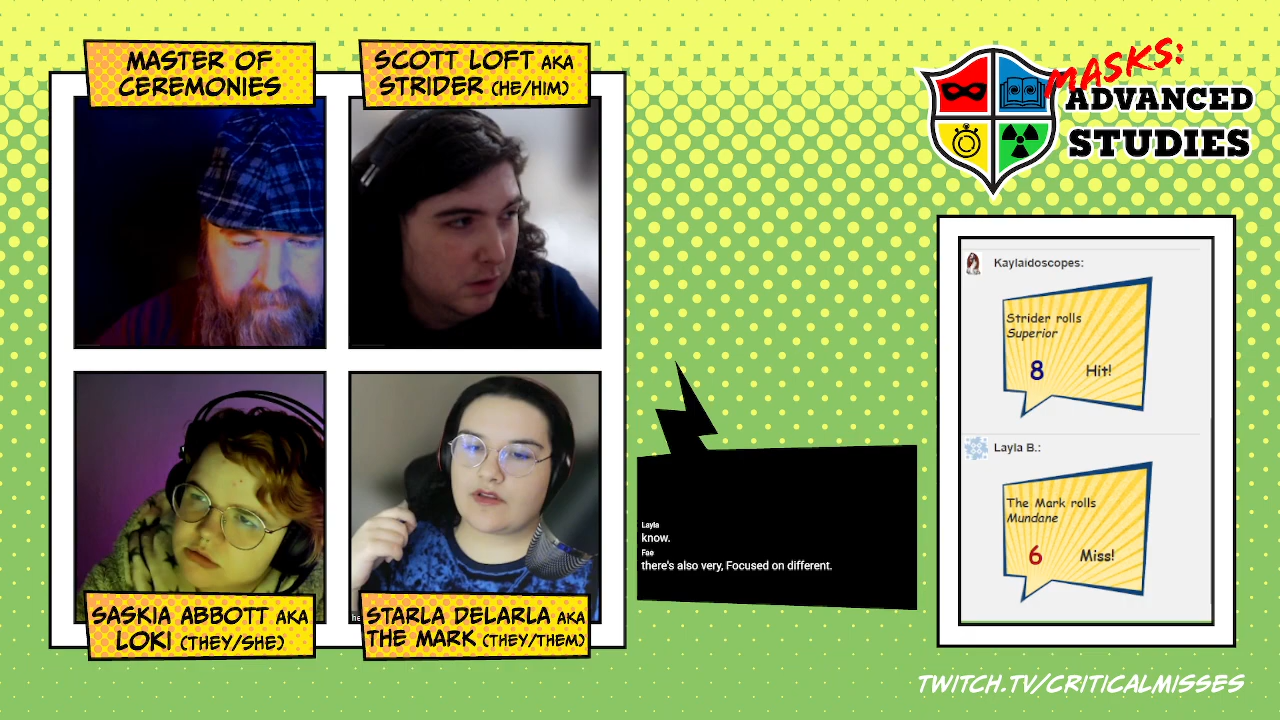 MASTER OF
CEREMONIES
SCOTT LOFT AKA
STRIDER (HE/HIM)
SASKIA ABBOTT AKA
LOKI (THEY/SHE)
he
STARLA DELARLA AKA
THE MARK (THEY/THEM)
Layla
know.
Fae
there's also very, Focused on different.
MASKS:
ADVANCED
STUDIES
Kaylaidoscopes:
Strider rolls
Superior
8 Hit!
Layla B.:
The Mark rolls
Mundane
6 Miss!
TWITCH.TV/CRITICALMISSES